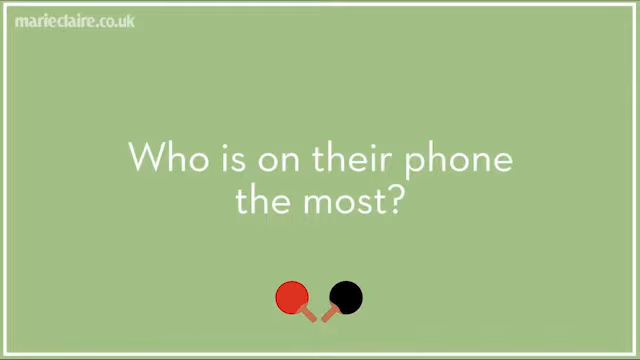 marieclaire.co.uk
Who is on their phone
the most?